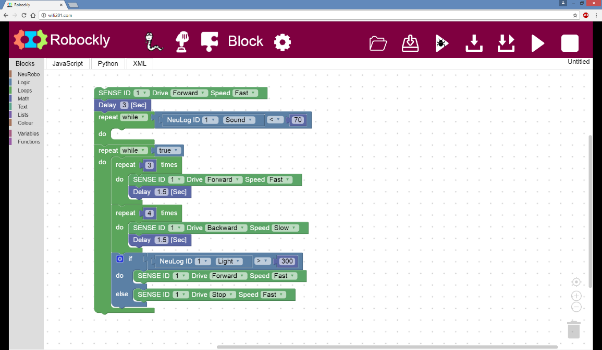 Robockly
wifi201.com
Robockly
Block
Blocks
JavaScript
Python
XML
Untitled
NeuRobo
Logic
Loops
Math
Text
Lists
Colour
Variables
Functions
SENSE ID 1 Drive Forward Speed Fast
Delay 3 [Sec]
repeat while NeuLog ID 1 Sound < 70
do
repeat while true
do repeat 3 times
do SENSE ID 1 Drive Forward Speed Fast
Delay 1.5 [Sec]
repeat 4 times
do SENSE ID 1 Drive Backward Speed Slow
Delay 1.5 [Sec]
if NeuLog ID 1 Light > 300
do SENSE ID 1 Drive Forward Speed Fast
else SENSE ID 1 Drive Stop Speed Fast